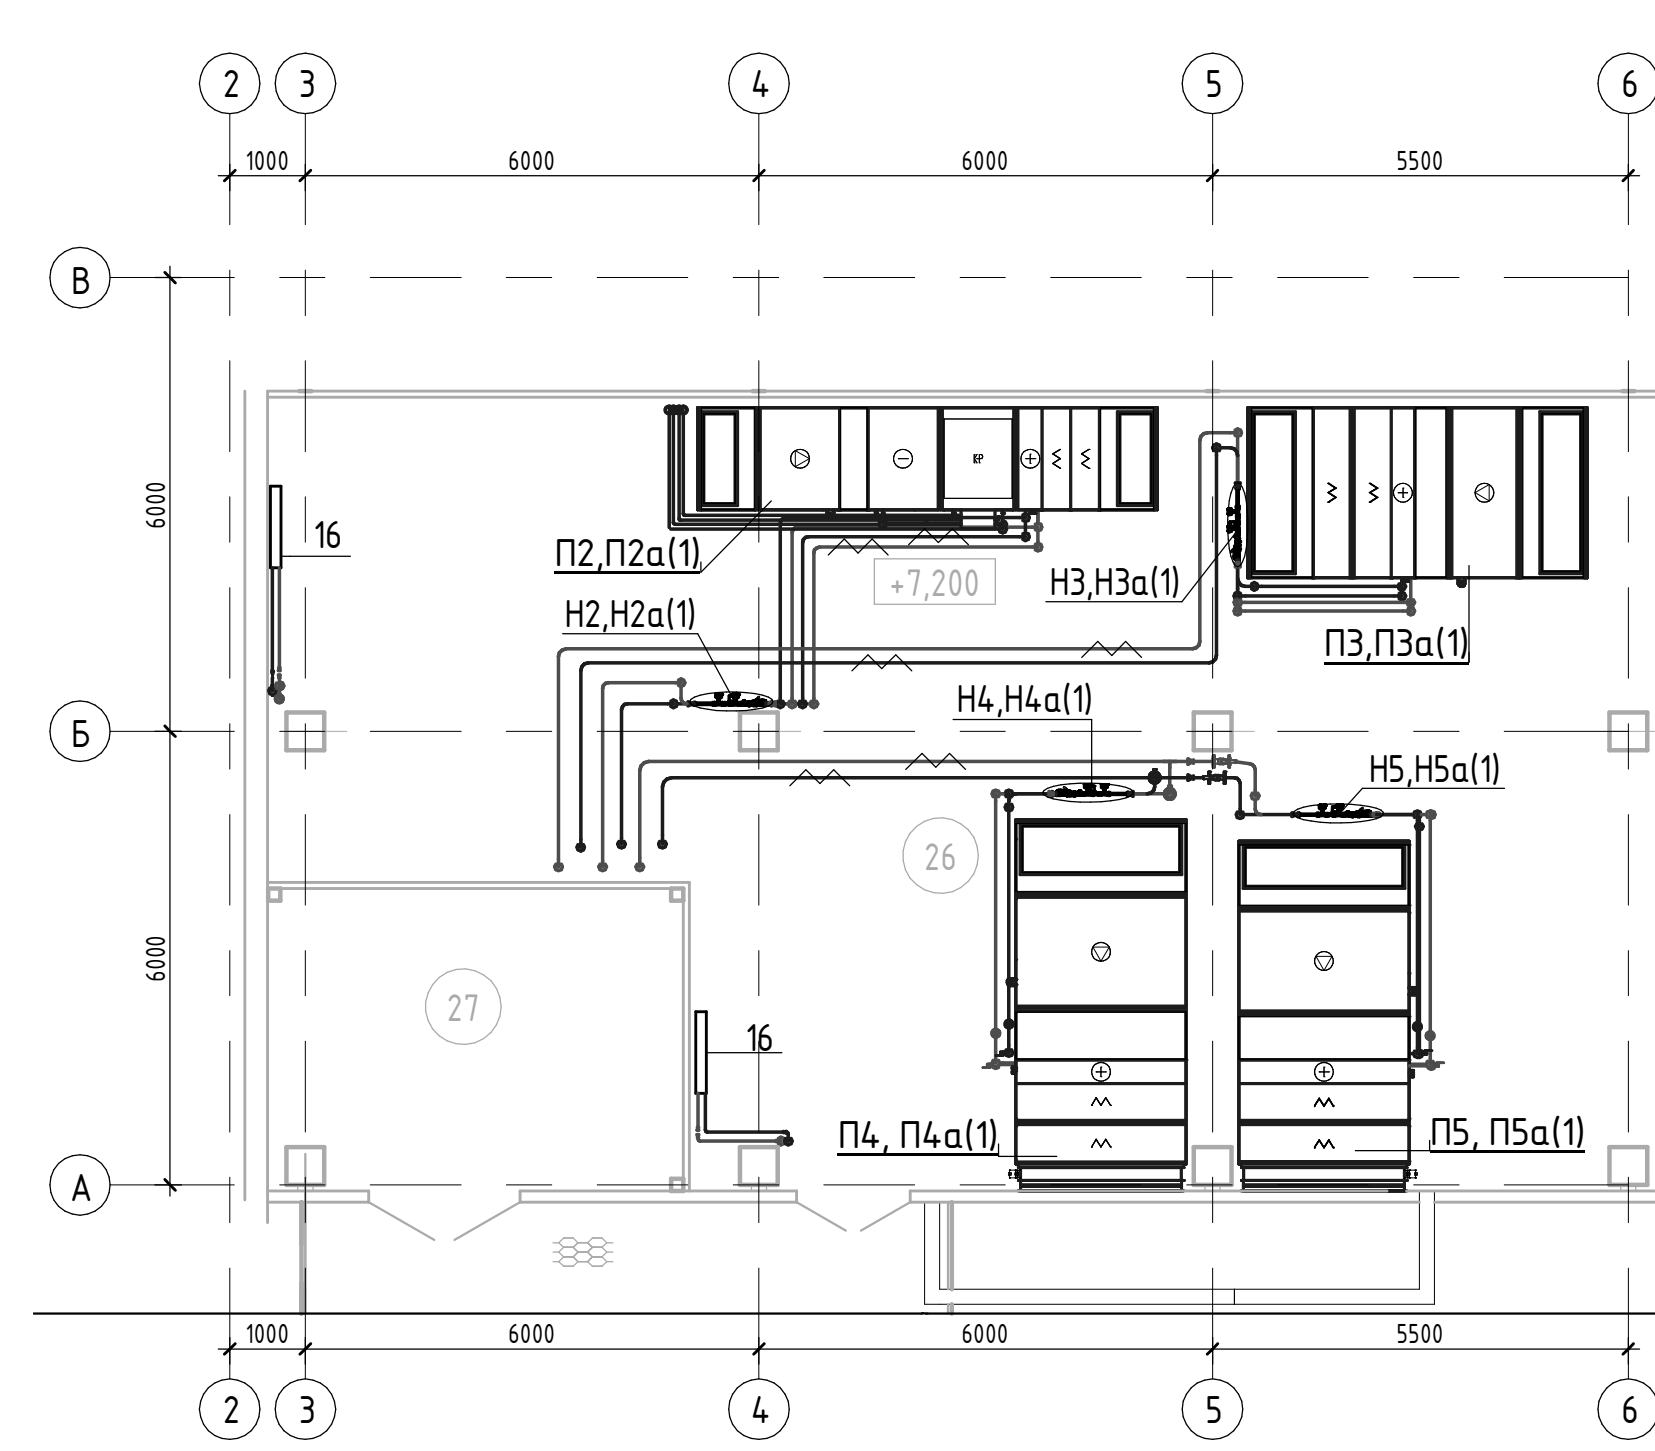 2 3 4 5 6
1000 6000 6000 5500
В
КР
6000
16
П2,П2а(1)
+7,200
Н3,Н3а(1)
Н2,Н2а(1)
П3,П3а(1)
Н4,Н4а(1)
Б
Н5,Н5а(1)
26
6000
27
16
П4, П4а(1)
П5, П5а(1)
А
1000 6000 6000 5500
2 3 4 5 6